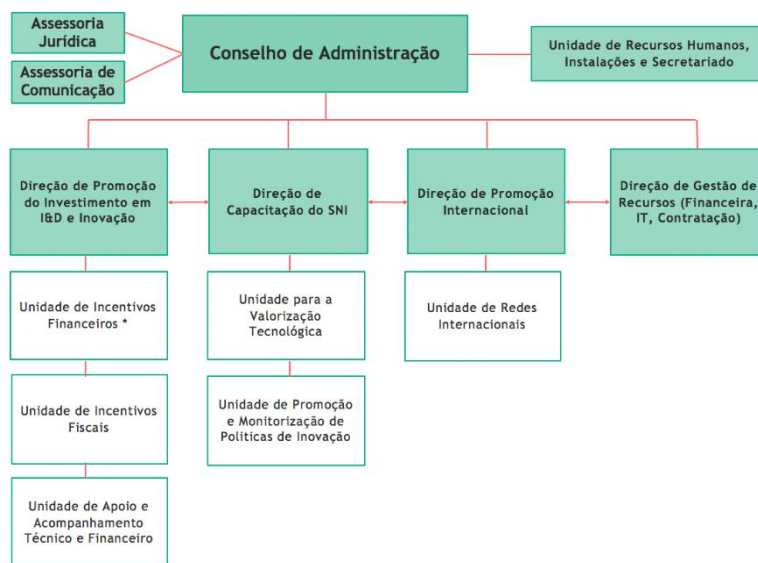 Assessoria
Jurídica
Conselho de Administração
Unidade de Recursos Humanos,
Instalações e Secretariado
Assessoria de
Comunicação
Direção de Promoção
do Investimento em
I&D e Inovação
Direção de
Capacitação do SNI
Direção de Promoção
Internacional
Direção de Gestão de
Recursos (Financeira,
IT, Contratação)
Unidade de Incentivos
Financeiros *
Unidade para a
Valorização
Tecnológica
Unidade de Redes
Internacionais
Unidade de Incentivos
Fiscais
Unidade de Promoção
e Monitorização de
Politicas de Inovação
Unidade de Apoio e
Acompanhamento
Técnico e Financeiro